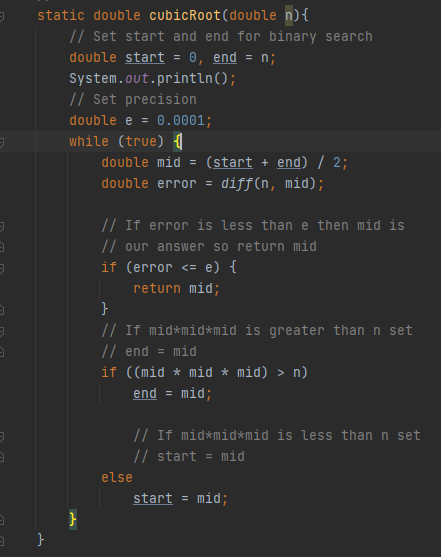 static double cubicRoot(double n){
// Set start and end for binary search
double start = 0, end = n;
System.out.println();
// Set precision
double e = 0.0001;
while (true) {
double mid = (start + end) / 2;
double error = diff(n, mid);
// If error is less than e then mid is
// our answer so return mid
if (error <= e) {
return mid;
}
// If mid*mid*mid is greater than n set
// end = mid
if ((mid * mid * mid) > n)
end = mid;
// If mid*mid*mid is less than n set
// start = mid
else
start = mid;
}
}